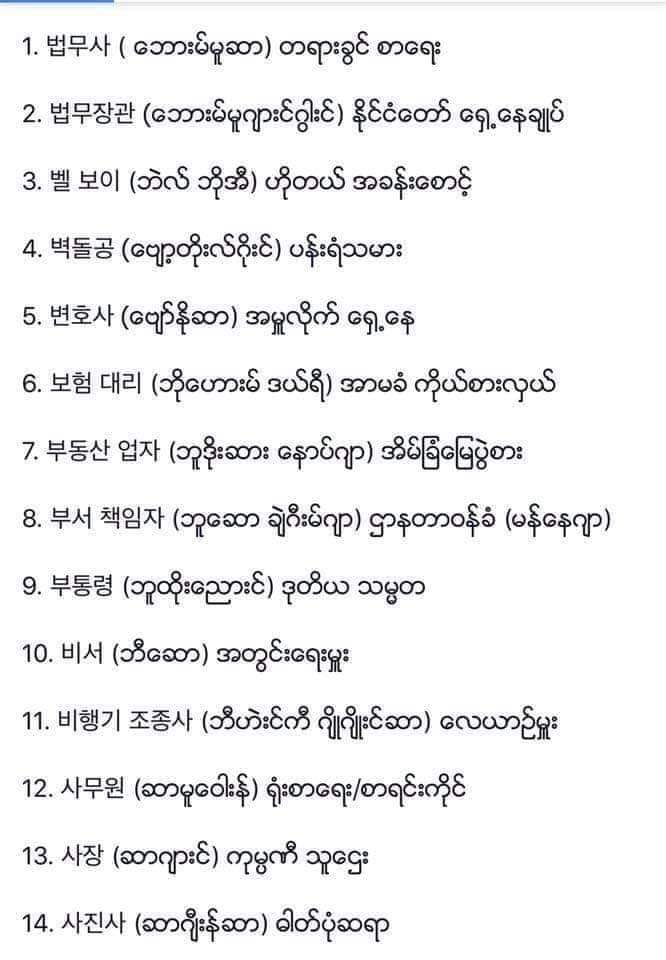 1. 법무사 ( ဘေားမ်မူဆာ) တရားခွင် စာရေး
2. 법무장관 (ဘေားမ်မူဂျားင်ဂွါးင်) နိုင်ငံတော် ရှေ့နေချုပ်
3. 벨 보이 (ဘဲလ် ဘိုအီ) ဟိုတယ် အခန်းစောင့်
4. 벽돌공 (ဗျော့တိုးလ်ဂိုးင်) ပန်းရံသမား
5. 변호사 (ဗျော်နိုဆာ) အမှုလိုက် ရှေ့နေ
6. 보험 대리 (ဘိုဟေားမ် ဒယ်ရီ) အာမခံ ကိုယ်စားလှယ်
7. 부동산 업자 (ဘူဒိုးဆား နောပ်ဂျာ) အိမ်ခြံမြေပွဲစား
8. 부서 책임자 (ဘူဆော ချဲဂီးမ်ဂျာ) ဌာနတာဝန်ခံ (မန်နေဂျာ)
9. 부통령 (ဘူထိုးညေားင်) ဒုတိယ သမ္မတ
10. 비서 (ဘီဆော) အတွင်းရေးမှူး
11. 비행기 조종사 (ဘီဟဲးင်ကီ ဂျိုဂျိုးင်ဆာ) လေယာဉ်မှူး
12. 사무원 (ဆာမူဝေါးန်) ရုံးစာရေး/စာရင်းကိုင်
13. 사장 (ဆာဂျားင်) ကုမ္ပဏီ သူဌေး
14. 사진사 (ဆာဂျီးန်ဆာ) ဓါတ်ပုံဆရာ